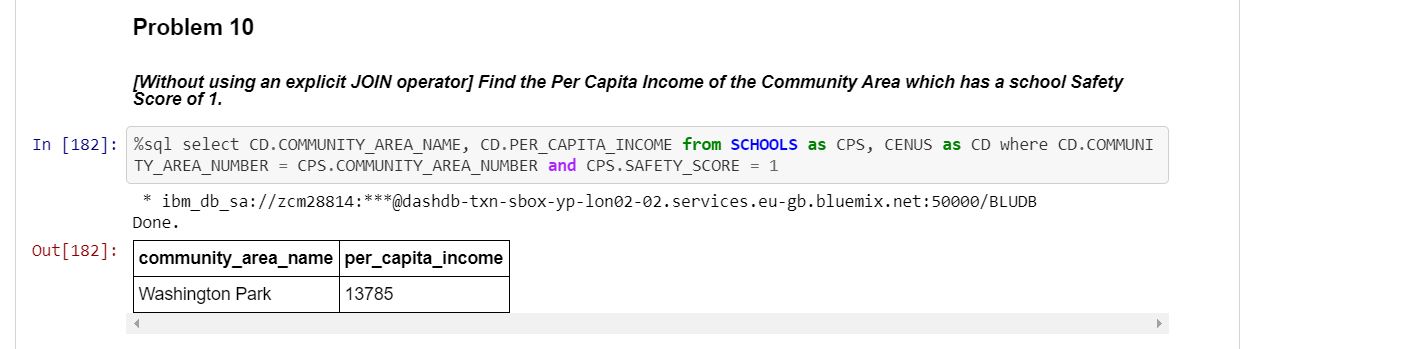 Problem 10
[Without using an explicit JOIN operator] Find the Per Capita Income of the Community Area which has a school Safety
Score of 1.
In [182]: %sql select CD.COMMUNITY_AREA_NAME, CD.PER_CAPITA_INCOME from SCHOOLS as CPS, CENUS as CD where CD.COMMUNI
TY_AREA_NUMBER = CPS.COMMUNITY_AREA_NUMBER and CPS.SAFETY_SCORE = 1
* ibm_db_sa://zcm28814:***@dashdb-txn-sbox-yp-lon02-02.services.eu-gb.bluemix.net:50000/BLUDB
Done.
Out[182]: community_area_name per_capita_income
Washington Park 13785